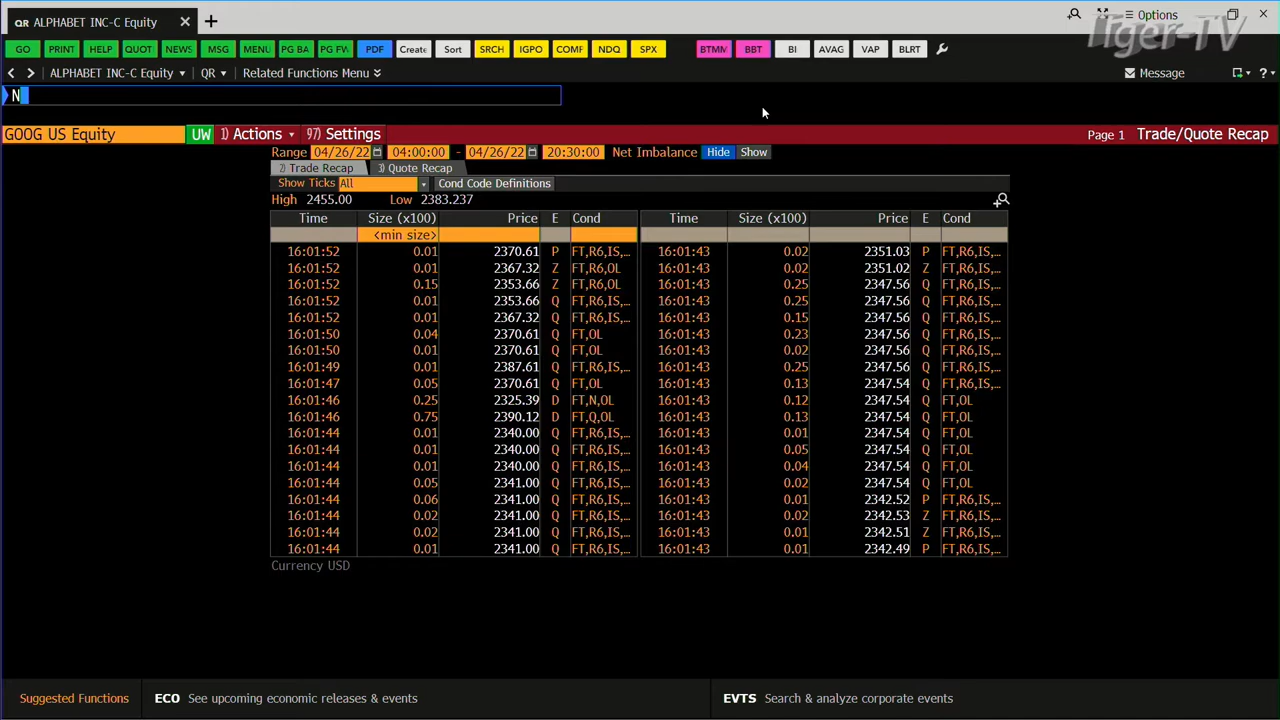 QR ALPHABET INC-C Equity × +
Options
Tiger-TV
GO PRINT HELP QUOT NEWS MSG MENU PG BA PG FW PDF Create Sort SRCH IGPO COMF NDQ SPX BTMM BBT BI AVAG VAP BLRT
ALPHABET INC-C Equity QR Related Functions Menu Message ?
N
GOOG US Equity UW 1) Actions 97) Settings Page 1 Trade/Quote Recap
Range 04/26/22 04:00:00 - 04/26/22 20:30:00 Net Imbalance Hide Show
2) Trade Recap 3) Quote Recap
Show Ticks All Cond Code Definitions
High 2455.00 Low 2383.237
Time Size (x100) Price E Cond Time Size (x100) Price E Cond
<min size>
16:01:52 0.01 2370.61 P FT,R6,IS,… 16:01:43 0.02 2351.03 P FT,R6,IS,…
16:01:52 0.01 2367.32 Z FT,R6,OL 16:01:43 0.02 2351.02 Z FT,R6,IS,…
16:01:52 0.15 2353.66 Z FT,R6,OL 16:01:43 0.25 2347.56 Q FT,R6,IS,…
16:01:52 0.01 2353.66 Q FT,R6,IS,… 16:01:43 0.25 2347.56 Q FT,R6,IS,…
16:01:52 0.01 2367.32 Q FT,R6,IS,… 16:01:43 0.15 2347.56 Q FT,R6,IS,…
16:01:50 0.04 2370.61 Q FT,OL 16:01:43 0.23 2347.56 Q FT,R6,IS,…
16:01:50 0.01 2370.61 Q FT,OL 16:01:43 0.02 2347.56 Q FT,R6,IS,…
16:01:49 0.01 2387.61 Q FT,R6,IS,… 16:01:43 0.25 2347.56 Q FT,R6,IS,…
16:01:47 0.05 2370.61 Q FT,OL 16:01:43 0.13 2347.54 Q FT,R6,IS,…
16:01:46 0.25 2325.39 D FT,N,OL 16:01:43 0.12 2347.54 Q FT,OL
16:01:46 0.75 2390.12 D FT,Q,OL 16:01:43 0.13 2347.54 Q FT,OL
16:01:44 0.01 2340.00 Q FT,R6,IS,… 16:01:43 0.01 2347.54 Q FT,OL
16:01:44 0.01 2340.00 Q FT,R6,IS,… 16:01:43 0.05 2347.54 Q FT,OL
16:01:44 0.01 2340.00 Q FT,R6,IS,… 16:01:43 0.04 2347.54 Q FT,OL
16:01:44 0.05 2341.00 Q FT,R6,IS,… 16:01:43 0.02 2347.54 Q FT,OL
16:01:44 0.06 2341.00 Q FT,R6,IS,… 16:01:43 0.01 2342.52 P FT,R6,IS,…
16:01:44 0.02 2341.00 Q FT,R6,IS,… 16:01:43 0.02 2342.53 Z FT,R6,IS,…
16:01:44 0.02 2341.00 Q FT,R6,IS,… 16:01:43 0.01 2342.51 Z FT,R6,IS,…
16:01:44 0.01 2341.00 Q FT,R6,IS,… 16:01:43 0.01 2342.49 P FT,R6,IS,…
Currency USD
Suggested Functions ECO See upcoming economic releases & events EVTS Search & analyze corporate events